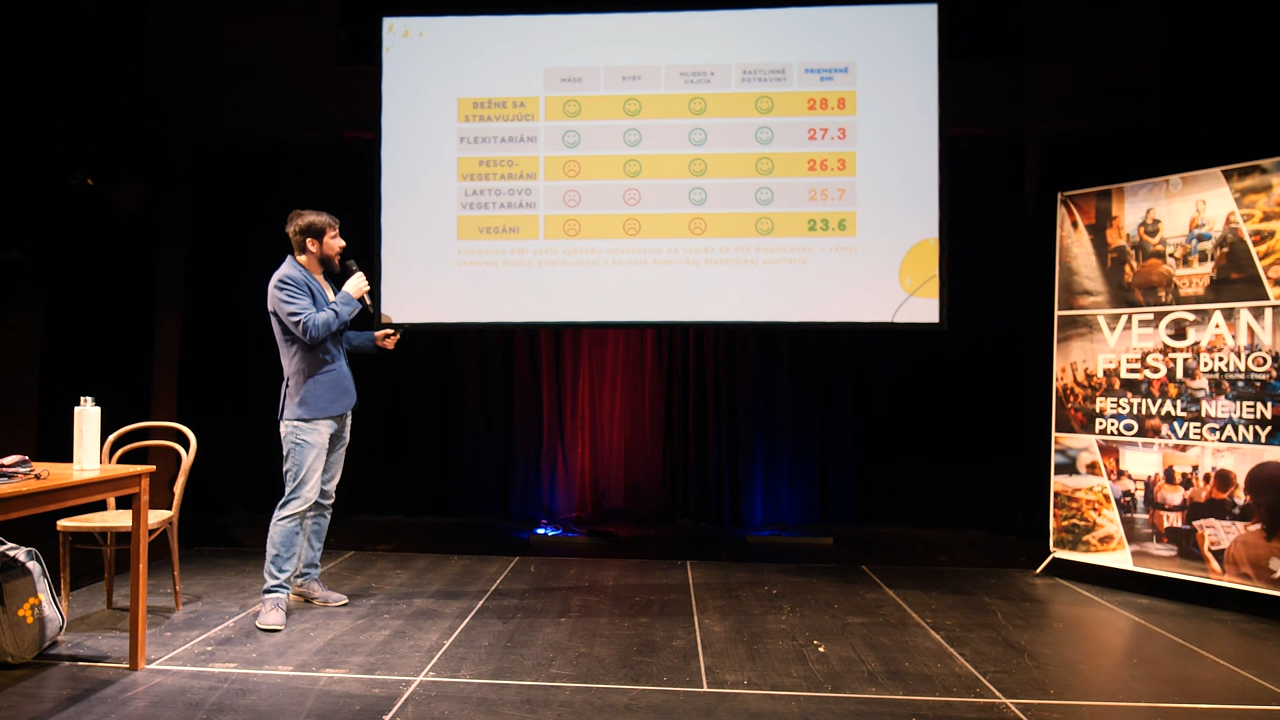 MÄSO RYBY MLIEKO A VAJCIA RASTLINNÉ POTRAVINY PRIEMERNÉ BMI
BEŽNE SA STRAVUJÚCI 28.8
FLEXITARIÁNI 27.3
PESCO-VEGETARIÁNI 26.3
LAKTO-OVO VEGETARIÁNI 25.7
VEGÁNI 23.6
VEGAN
FEST BRNO
FESTIVAL NEJEN
PRO VEGANY